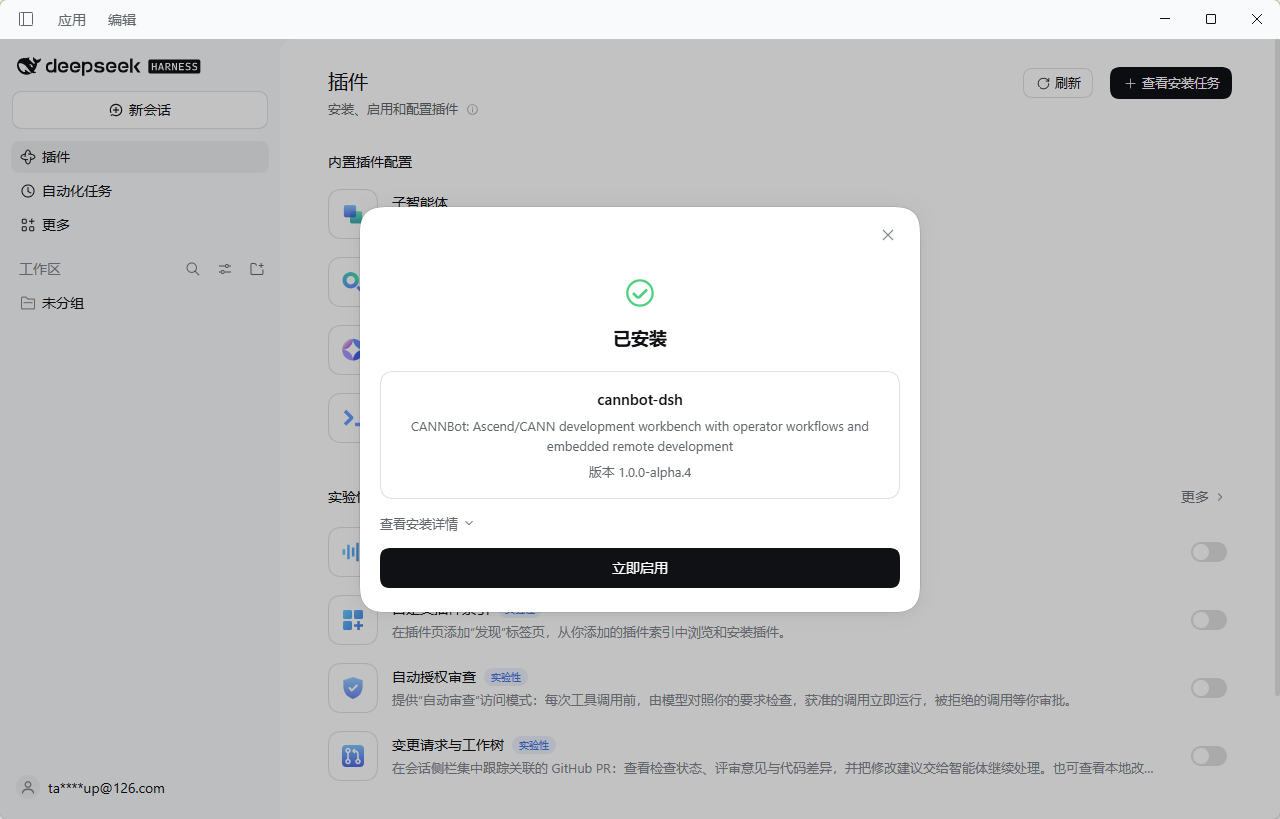 应用 编辑
deepseek HARNESS
新会话
插件
自动化任务
更多
工作区
未分组
ta****up@126.com
插件
安装、启用和配置插件
刷新
查看安装任务
内置插件配置
子智能体
已安装
cannbot-dsh
CANNBot: Ascend/CANN development workbench with operator workflows and
embedded remote development
版本 1.0.0-alpha.4
查看安装详情
立即启用
更多
在插件页添加“发现”标签页，从你添加的插件索引中浏览和安装插件。
自动授权审查 实验性
提供“自动审查”访问模式：每次工具调用前，由模型对照你的要求检查，获准的调用立即运行，被拒绝的调用等你审批。
变更请求与工作树 实验性
在会话侧栏集中跟踪关联的 GitHub PR：查看检查状态、评审意见与代码差异，并把修改建议交给智能体继续处理。也可查看本地改...